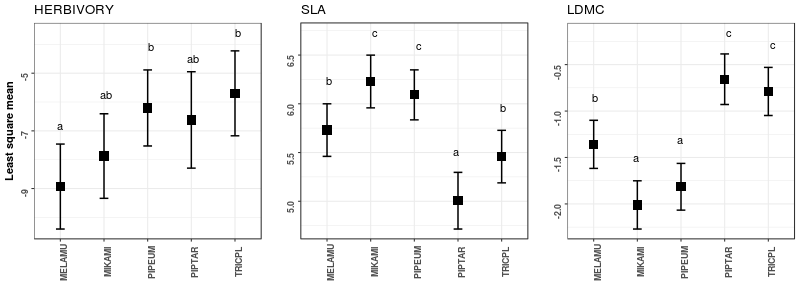 HERBIVORY
Least square mean
-5
-7
-9
a
ab
b
ab
b
MELAMU
MIKAMI
PIPEUM
PIPTAR
TRICPL
SLA
6.5
6.0
5.5
5.0
b
c
c
a
b
MELAMU
MIKAMI
PIPEUM
PIPTAR
TRICPL
LDMC
-0.5
-1.0
-1.5
-2.0
b
a
a
c
c
MELAMU
MIKAMI
PIPEUM
PIPTAR
TRICPL